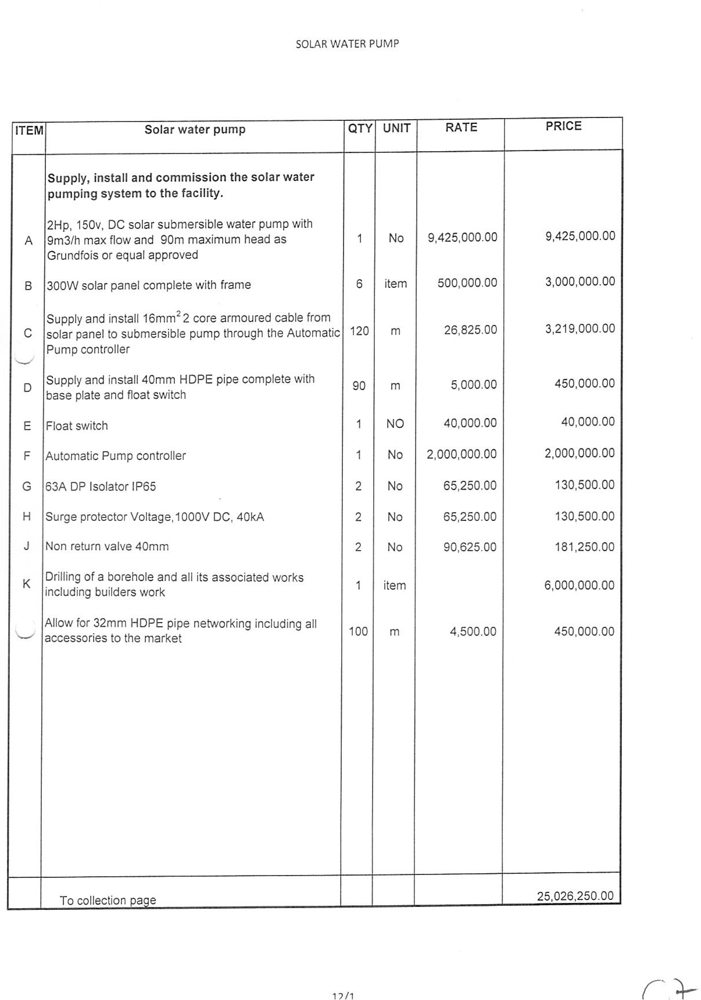 SOLAR WATER PUMP
ITEM Solar water pump QTY UNIT RATE PRICE
Supply, install and commission the solar water
pumping system to the facility.
2Hp, 150v, DC solar submersible water pump with
A 9m3/h max flow and 90m maximum head as 1 No 9,425,000.00 9,425,000.00
Grundfois or equal approved
B 300W solar panel complete with frame 6 item 500,000.00 3,000,000.00
Supply and install 16mm² 2 core armoured cable from
C solar panel to submersible pump through the Automatic 120 m 26,825.00 3,219,000.00
Pump controller
D Supply and install 40mm HDPE pipe complete with 90 m 5,000.00 450,000.00
base plate and float switch
E Float switch 1 NO 40,000.00 40,000.00
F Automatic Pump controller 1 No 2,000,000.00 2,000,000.00
G 63A DP Isolator IP65 2 No 65,250.00 130,500.00
H Surge protector Voltage,1000V DC, 40kA 2 No 65,250.00 130,500.00
J Non return valve 40mm 2 No 90,625.00 181,250.00
K Drilling of a borehole and all its associated works 1 item 6,000,000.00
including builders work
Allow for 32mm HDPE pipe networking including all 100 m 4,500.00 450,000.00
accessories to the market
To collection page 25,026,250.00
12/1